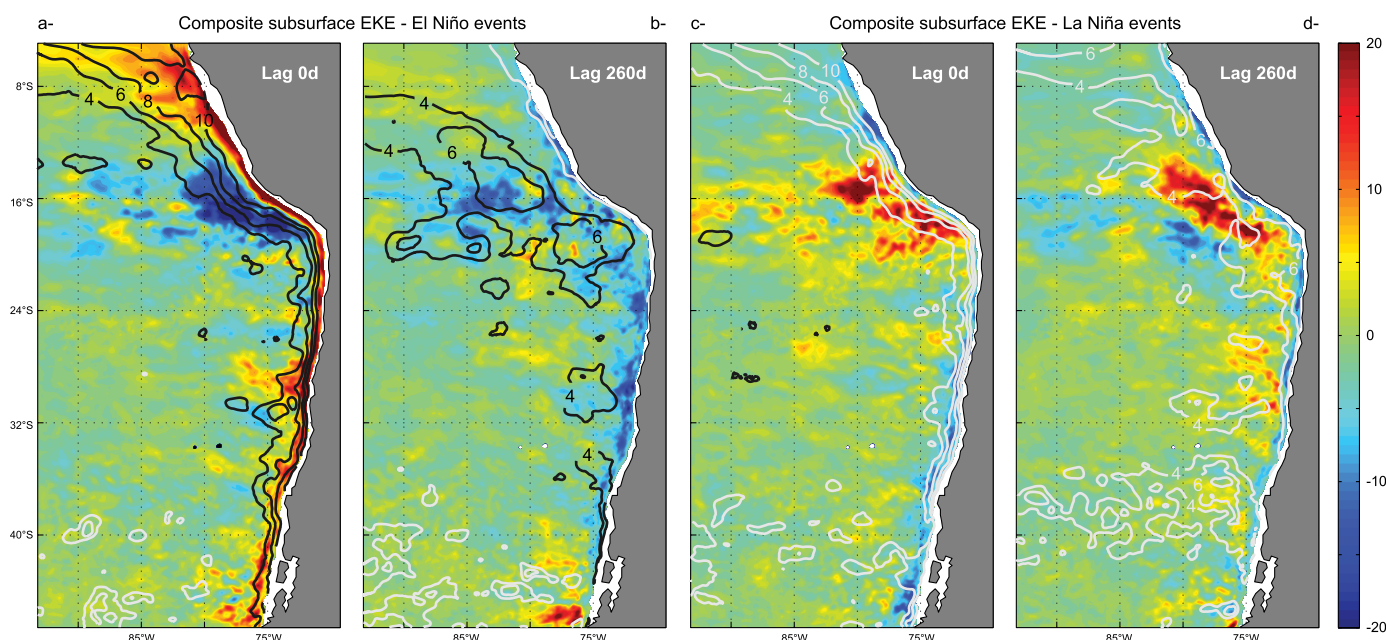 a- Composite subsurface EKE - El Niño events b- c- Composite subsurface EKE - La Niña events d-
20
Lag 0d Lag 260d Lag 0d Lag 260d
8°S
16°S
24°S
32°S
40°S
4 6 8 10
4 4 6 6 4 4
4 6 8 10
6 4 6 4 6 4 4 6 4
10
0
-10
-20
85°W 75°W 85°W 75°W 85°W 75°W 85°W 75°W